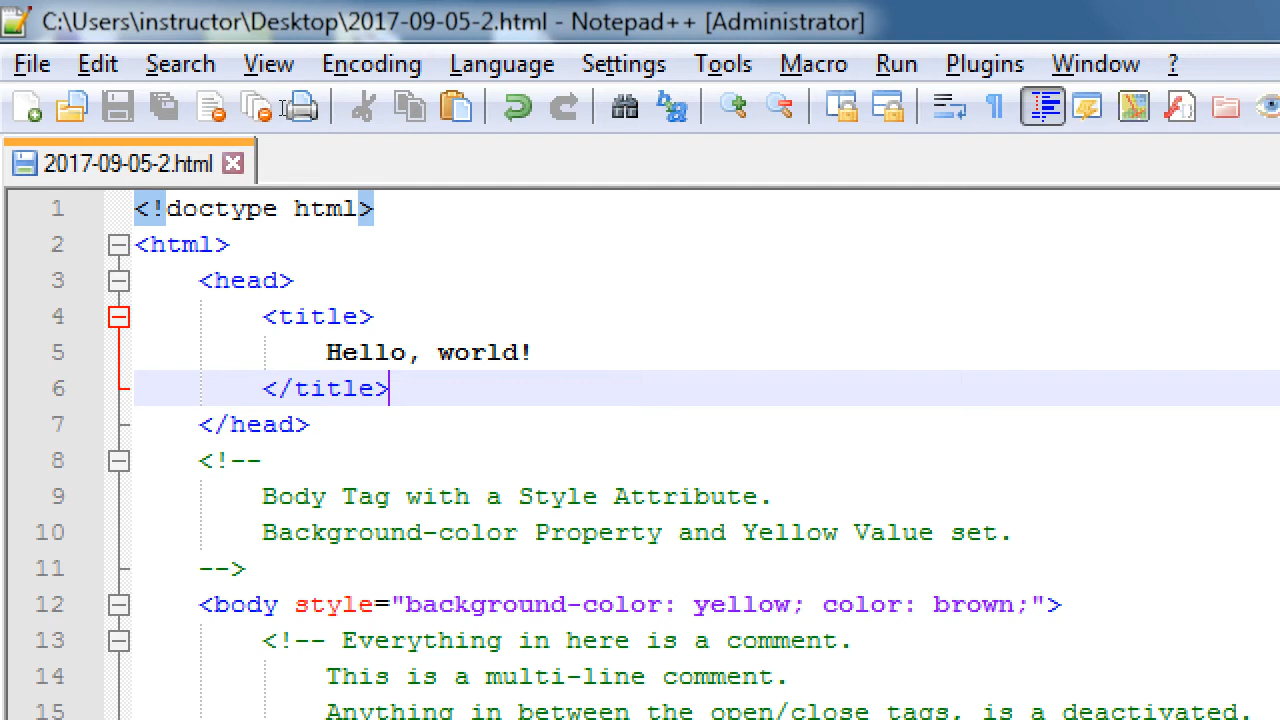 C:\Users\instructor\Desktop\2017-09-05-2.html - Notepad++ [Administrator]
File Edit Search View Encoding Language Settings Tools Macro Run Plugins Window ?
2017-09-05-2.html
1 <!doctype html>
2 <html>
3 <head>
4 <title>
5 Hello, world!
6 </title>
7 </head>
8 <!--
9 Body Tag with a Style Attribute.
10 Background-color Property and Yellow Value set.
11 -->
12 <body style="background-color: yellow; color: brown;">
13 <!-- Everything in here is a comment.
14 This is a multi-line comment.
15 Anything in between the open/close tags, is a deactivated.